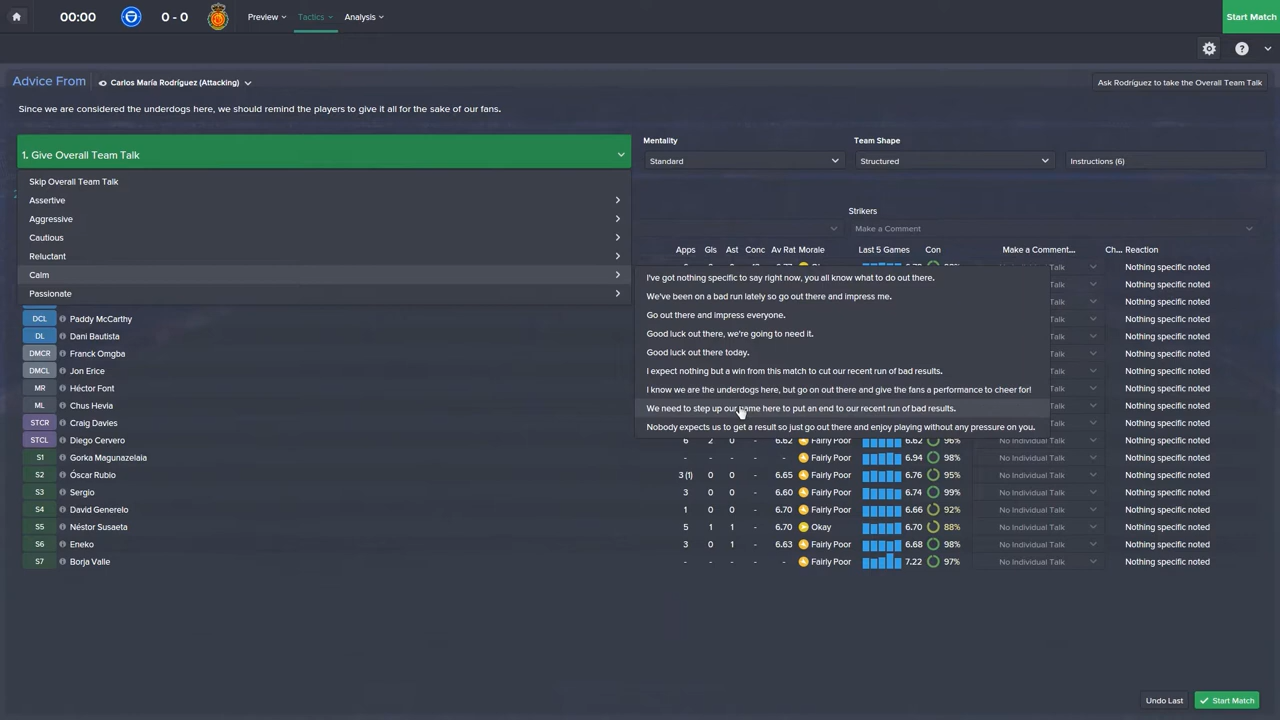 00:00 0 - 0 Preview Tactics Analysis Start Match
Advice From Carlos María Rodríguez (Attacking) Ask Rodríguez to take the Overall Team Talk
Since we are considered the underdogs here, we should remind the players to give it all for the sake of our fans.
1. Give Overall Team Talk
Mentality Team Shape
Standard Structured Instructions (6)
Skip Overall Team Talk
Assertive
Aggressive
Cautious
Reluctant
Calm
Passionate
Strikers
Make a Comment
Apps Gls Ast Conc Av Rat Morale Last 5 Games Con Make a Comment... Ch... Reaction
Nothing specific noted
Nothing specific noted
Nothing specific noted
I've got nothing specific to say right now, you all know what to do out there.
We've been on a bad run lately so go out there and impress me.
Go out there and impress everyone.
Good luck out there, we're going to need it.
Good luck out there today.
I expect nothing but a win from this match to cut our recent run of bad results.
I know we are the underdogs here, but go on out there and give the fans a performance to cheer for!
We need to step up our game here to put an end to our recent run of bad results.
Nobody expects us to get a result so just go out there and enjoy playing without any pressure on you.
DCL Paddy McCarthy Nothing specific noted
DL Dani Bautista Nothing specific noted
DMCR Franck Omgba Nothing specific noted
DMCL Jon Erice Nothing specific noted
MR Héctor Font Nothing specific noted
ML Chus Hevia Nothing specific noted
STCR Craig Davies Nothing specific noted
STCL Diego Cervero 6 2 0 - 6.62 Fairly Poor 6.62 96% No Individual Talk Nothing specific noted
S1 Gorka Magunazelaia - - - - - Fairly Poor 6.94 98% No Individual Talk Nothing specific noted
S2 Óscar Rubio 3 (1) 0 0 - 6.65 Fairly Poor 6.76 95% No Individual Talk Nothing specific noted
S3 Sergio 3 0 0 - 6.60 Fairly Poor 6.74 99% No Individual Talk Nothing specific noted
S4 David Generelo 1 0 0 - 6.70 Fairly Poor 6.66 92% No Individual Talk Nothing specific noted
S5 Néstor Susaeta 5 1 1 - 6.70 Okay 6.70 88% No Individual Talk Nothing specific noted
S6 Eneko 3 0 1 - 6.63 Fairly Poor 6.68 98% No Individual Talk Nothing specific noted
S7 Borja Valle - - - - - Fairly Poor 7.22 97% No Individual Talk Nothing specific noted
Undo Last Start Match